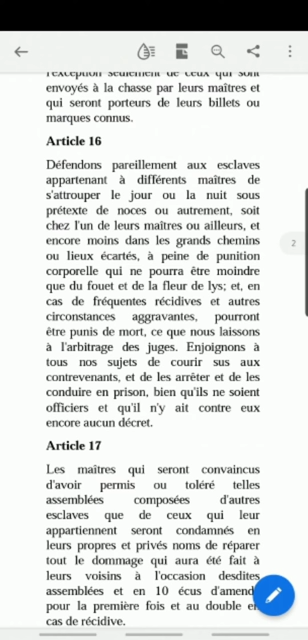 l'exception seulement de ceux qui sont
envoyés à la chasse par leurs maîtres et
qui seront porteurs de leurs billets ou
marques connus.
Article 16
Défendons pareillement aux esclaves
appartenant à différents maîtres de
s'attrouper le jour ou la nuit sous
prétexte de noces ou autrement, soit
chez l'un de leurs maîtres ou ailleurs, et
encore moins dans les grands chemins
ou lieux écartés, à peine de punition
corporelle qui ne pourra être moindre
que du fouet et de la fleur de lys; et, en
cas de fréquentes récidives et autres
circonstances aggravantes, pourront
être punis de mort, ce que nous laissons
à l'arbitrage des juges. Enjoignons à
tous nos sujets de courir sus aux
contrevenants, et de les arrêter et de les
conduire en prison, bien qu'ils ne soient
officiers et qu'il n'y ait contre eux
encore aucun décret.
2
Article 17
Les maîtres qui seront convaincus
d'avoir permis ou toléré telles
assemblées composées d'autres
esclaves que de ceux qui leur
appartiennent seront condamnés en
leurs propres et privés noms de réparer
tout le dommage qui aura été fait à
leurs voisins à l'occasion desdites
assemblées et en 10 écus d'amende
pour la première fois et au double en
cas de récidive.